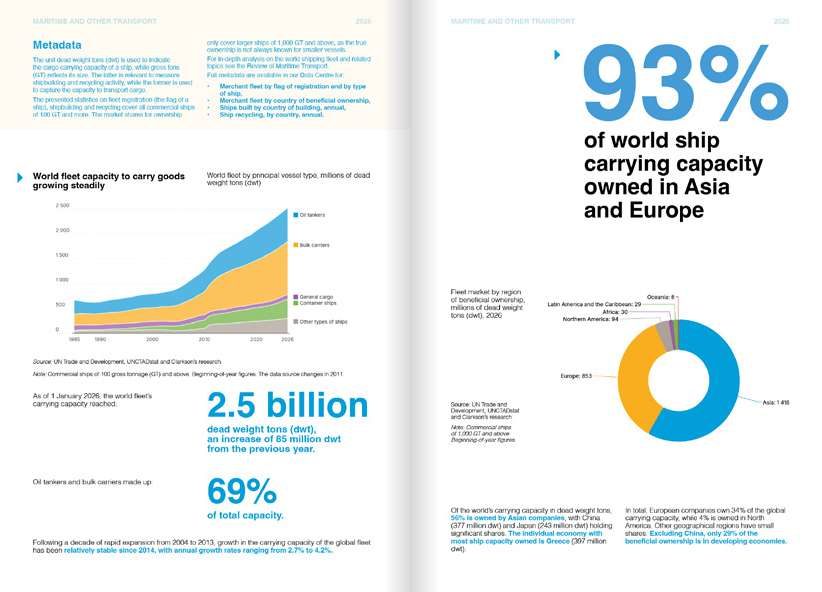 MARITIME AND OTHER TRANSPORT 2026
Metadata
The unit dead weight tons (dwt) is used to indicate
the cargo carrying capacity of a ship, while gross tons
(GT) reflects its size. The latter is relevant to measure
shipbuilding and recycling activity, while the former is used
to capture the capacity to transport cargo.
The presented statistics on fleet registration (the flag of a
ship), shipbuilding and recycling cover all commercial ships
of 100 GT and more. The market shares for ownership
only cover larger ships of 1,000 GT and above, as the true
ownership is not always known for smaller vessels.
For in-depth analysis on the world shipping fleet and related
topics see the Review of Maritime Transport.
Full metadata are available in our Data Centre for:
• Merchant fleet by flag of registration and by type
of ship,
• Merchant fleet by country of beneficial ownership,
• Ships built by country of building, annual,
• Ship recycling, by country, annual.
World fleet capacity to carry goods
growing steadily
World fleet by principal vessel type, millions of dead
weight tons (dwt)
2 500
2 000
1 500
1 000
500
0
1985 1990 2000 2010 2020 2026
Oil tankers
Bulk carriers
General cargo
Container ships
Other types of ships
Source: UN Trade and Development, UNCTADstat and Clarkson's research.
Note: Commercial ships of 100 gross tonnage (GT) and above. Beginning-of-year figures. The data source changes in 2011.
As of 1 January 2026, the world fleet's
carrying capacity reached:
2.5 billion
dead weight tons (dwt),
an increase of 85 million dwt
from the previous year.
Oil tankers and bulk carriers made up
69%
of total capacity.
Following a decade of rapid expansion from 2004 to 2013, growth in the carrying capacity of the global fleet
has been relatively stable since 2014, with annual growth rates ranging from 2.7% to 4.2%.
MARITIME AND OTHER TRANSPORT 2026
93%
of world ship
carrying capacity
owned in Asia
and Europe
Fleet market by region
of beneficial ownership,
millions of dead weight
tons (dwt), 2026
Oceania: 6
Latin America and the Caribbean: 29
Africa: 30
Northern America: 94
Europe: 853
Asia: 1 416
Source: UN Trade and
Development, UNCTADstat
and Clarkson's research
Note: Commercial ships
of 1,000 GT and above
Beginning-of-year figures.
Of the world's carrying capacity in dead weight tons,
56% is owned by Asian companies, with China
(377 million dwt) and Japan (243 million dwt) holding
significant shares. The individual economy with
most ship capacity owned is Greece (397 million
dwt).
In total, European companies own 34% of the global
carrying capacity, while 4% is owned in North
America. Other geographical regions have small
shares. Excluding China, only 29% of the
beneficial ownership is in developing economies.